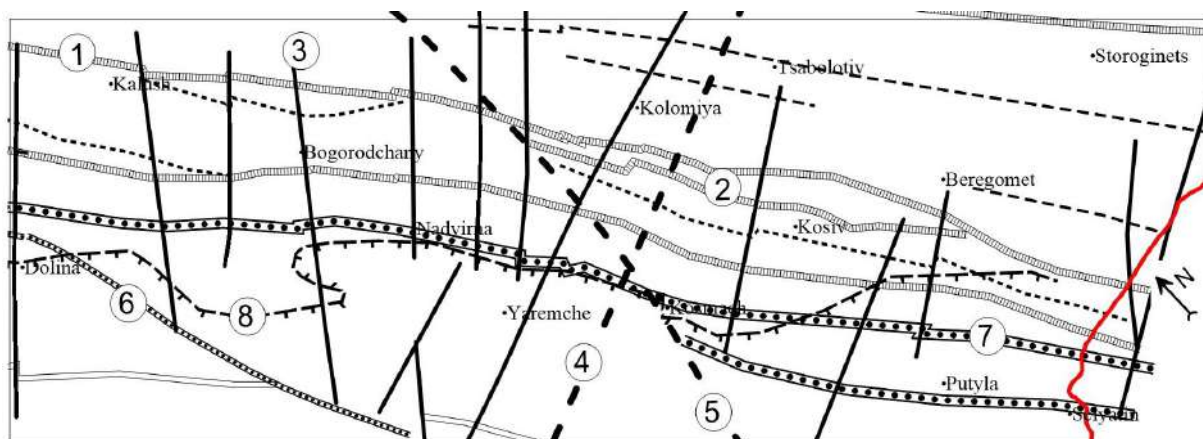 1
3
Storoginets
Tsabolotiv
Kalush
Kolomiya
Bogorodchany
2
Beregomet
Nadvirna
Kosiv
Dolina
N
6
8
Yaremche
7
4
Putyla
5
Selyatin